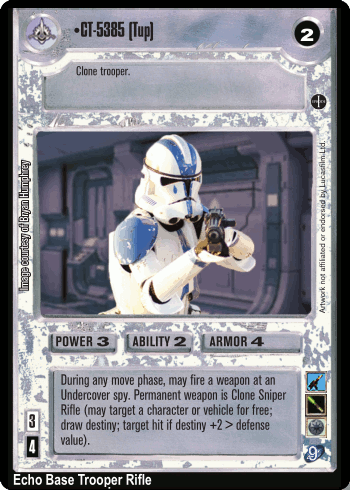 •CT-5385 (Tup)
2
Clone trooper.
Image courtesy of Bryan Humphrey
Artwork not affiliated or endorsed by Lucasfilm Ltd.
POWER 3 ABILITY 2 ARMOR 4
During any move phase, may fire a weapon at an
Undercover spy. Permanent weapon is Clone Sniper
Rifle (may target a character or vehicle for free;
draw destiny; target hit if destiny +2 > defense
value).
3
4
9
Echo Base Trooper Rifle